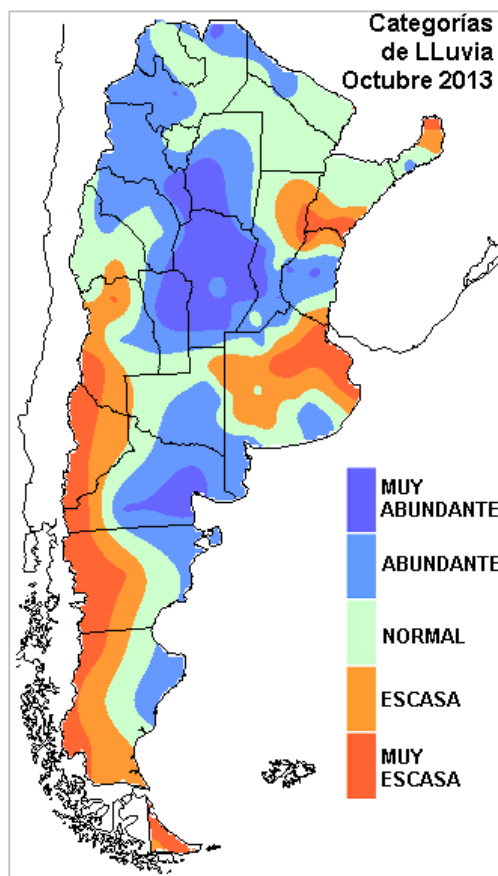 Categorías
de LLuvia
Octubre 2013
MUY
ABUNDANTE
ABUNDANTE
NORMAL
ESCASA
MUY
ESCASA